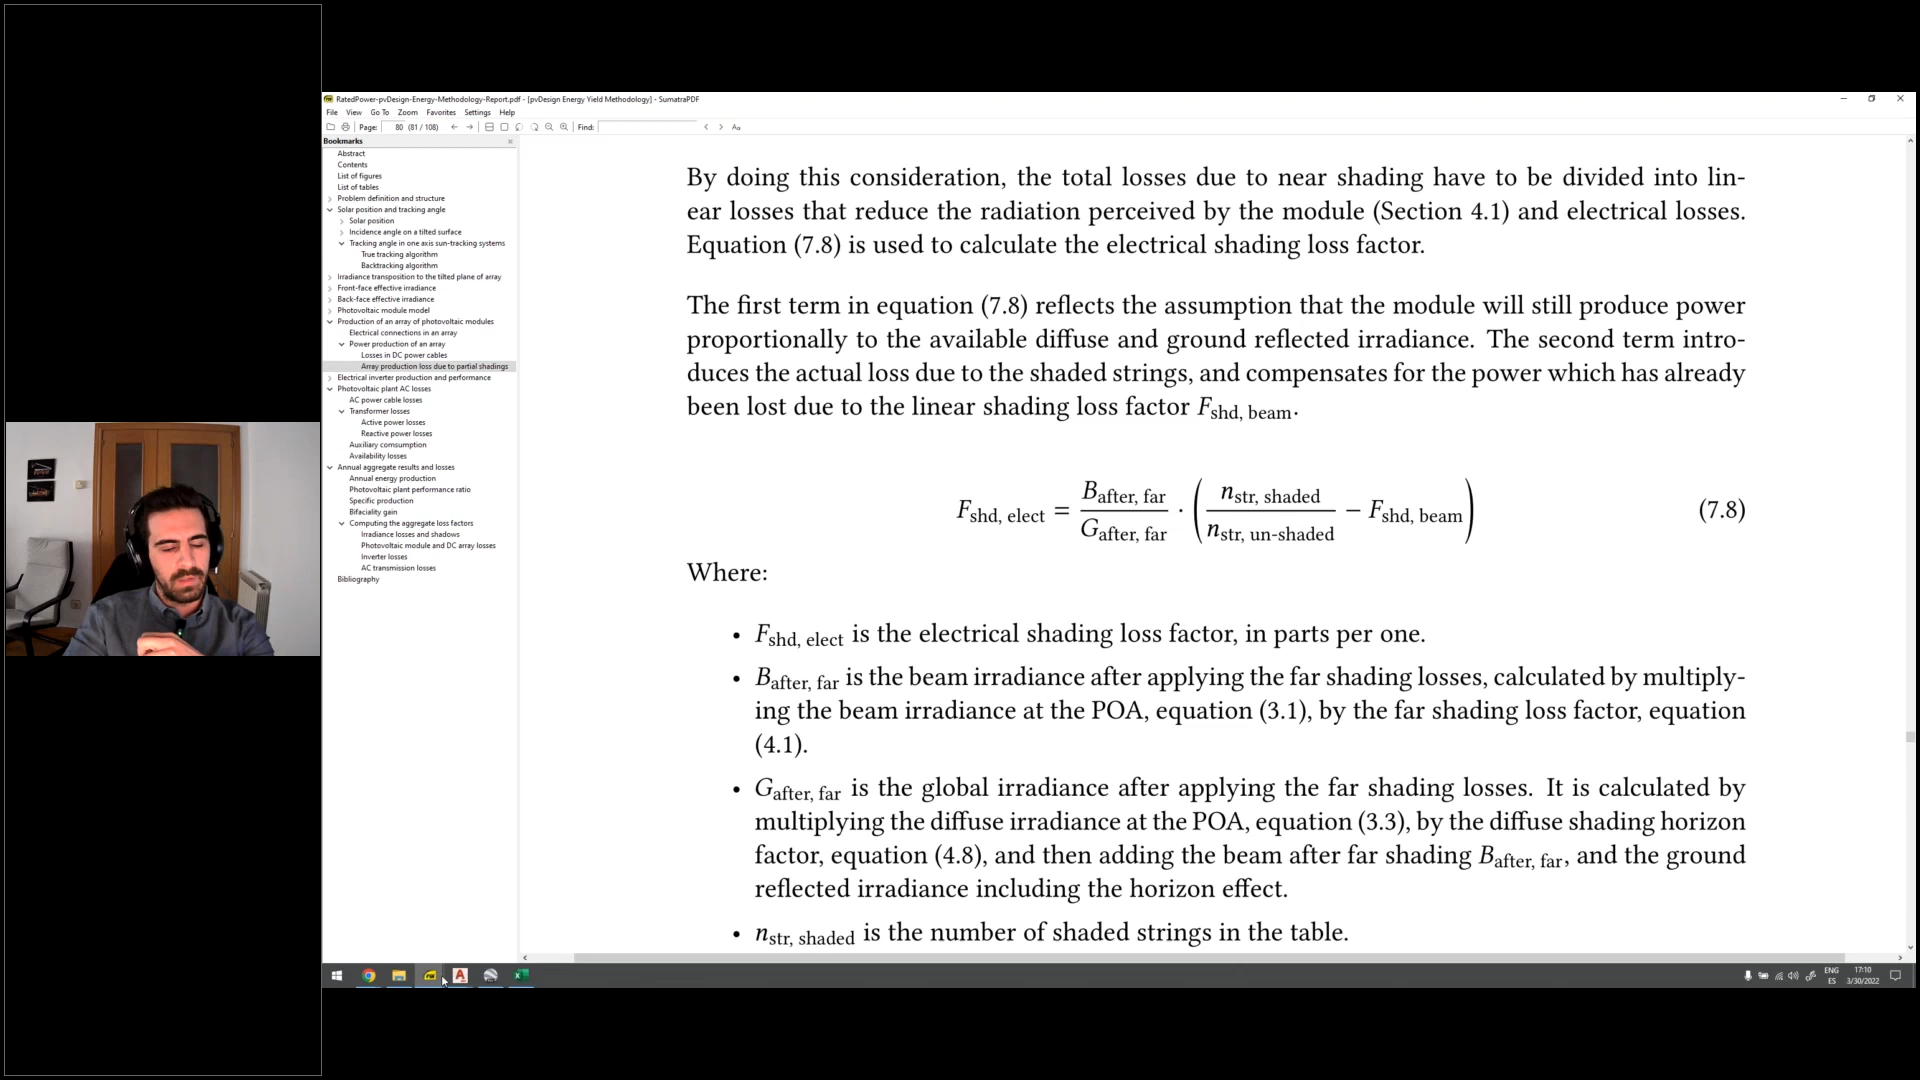 RatedPower-pvDesign-Energy-Methodology-Report.pdf - [pvDesign Energy Yield Methodology] - SumatraPDF
File View Go To Zoom Favorites Settings Help
Page: 80 (81 / 108) Find: Aa
Bookmarks
Abstract
Contents
List of figures
List of tables
Problem definition and structure
Solar position and tracking angle
Solar position
Incidence angle on a tilted surface
Tracking angle in one axis sun-tracking systems
True tracking algorithm
Backtracking algorithm
Irradiance transposition to the tilted plane of array
Front-face effective irradiance
Back-face effective irradiance
Photovoltaic module model
Production of an array of photovoltaic modules
Electrical connections in an array
Power production of an array
Losses in DC power cables
Array production loss due to partial shadings
Electrical inverter production and performance
Photovoltaic plant AC losses
AC power cable losses
Transformer losses
Active power losses
Reactive power losses
Auxiliary comsumption
Availability losses
Annual aggregate results and losses
Annual energy production
Photovoltaic plant performance ratio
Specific production
Bifaciality gain
Computing the aggregate loss factors
Irradiance losses and shadows
Photovoltaic module and DC array losses
Inverter losses
AC transmission losses
Bibliography
By doing this consideration, the total losses due to near shading have to be divided into lin-
ear losses that reduce the radiation perceived by the module (Section 4.1) and electrical losses.
Equation (7.8) is used to calculate the electrical shading loss factor.
The first term in equation (7.8) reflects the assumption that the module will still produce power
proportionally to the available diffuse and ground reflected irradiance. The second term intro-
duces the actual loss due to the shaded strings, and compensates for the power which has already
been lost due to the linear shading loss factor F_shd, beam.
F_shd, elect = B_after, far / G_after, far · (n_str, shaded / n_str, un-shaded − F_shd, beam) (7.8)
Where:
• F_shd, elect is the electrical shading loss factor, in parts per one.
• B_after, far is the beam irradiance after applying the far shading losses, calculated by multiply-
ing the beam irradiance at the POA, equation (3.1), by the far shading loss factor, equation
(4.1).
• G_after, far is the global irradiance after applying the far shading losses. It is calculated by
multiplying the diffuse irradiance at the POA, equation (3.3), by the diffuse shading horizon
factor, equation (4.8), and then adding the beam after far shading B_after, far, and the ground
reflected irradiance including the horizon effect.
• n_str, shaded is the number of shaded strings in the table.
ENG 17:10
ES 3/30/2022